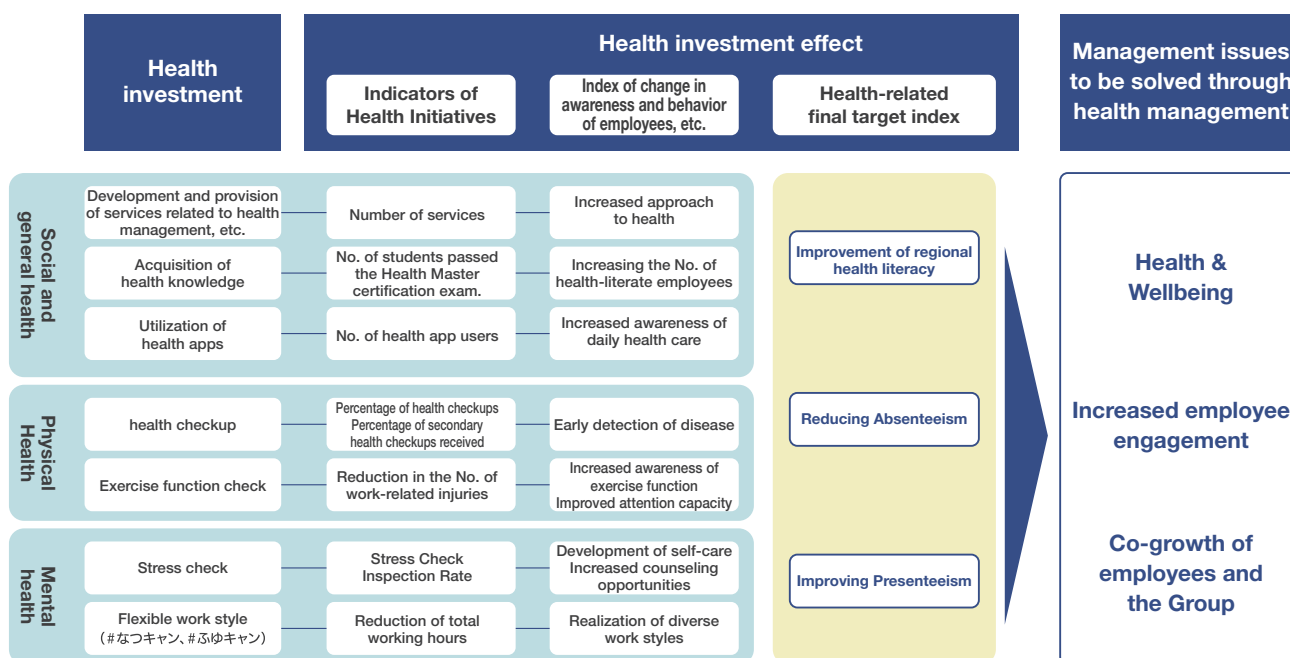 Health
investment
Health investment effect
Indicators of
Health Initiatives
Index of change in
awareness and behavior
of employees, etc.
Health-related
final target index
Management issues
to be solved through
health management
Social and
general health
Development and provision
of services related to health
management, etc.
Number of services
Increased approach
to health
Acquisition of
health knowledge
No. of students passed
the Health Master
certification exam.
Increasing the No. of
health-literate employees
Utilization of
health apps
No. of health app users
Increased awareness of
daily health care
Physical
Health
health checkup
Percentage of health checkups
Percentage of secondary
health checkups received
Early detection of disease
Exercise function check
Reduction in the No. of
work-related injuries
Increased awareness of
exercise function
Improved attention capacity
Mental
health
Stress check
Stress Check
Inspection Rate
Development of self-care
Increased counseling
opportunities
Flexible work style
(#なつキャン、#ふゆキャン)
Reduction of total
working hours
Realization of diverse
work styles
Improvement of regional
health literacy
Reducing Absenteeism
Improving Presenteeism
Health &
Wellbeing
Increased employee
engagement
Co-growth of
employees and
the Group